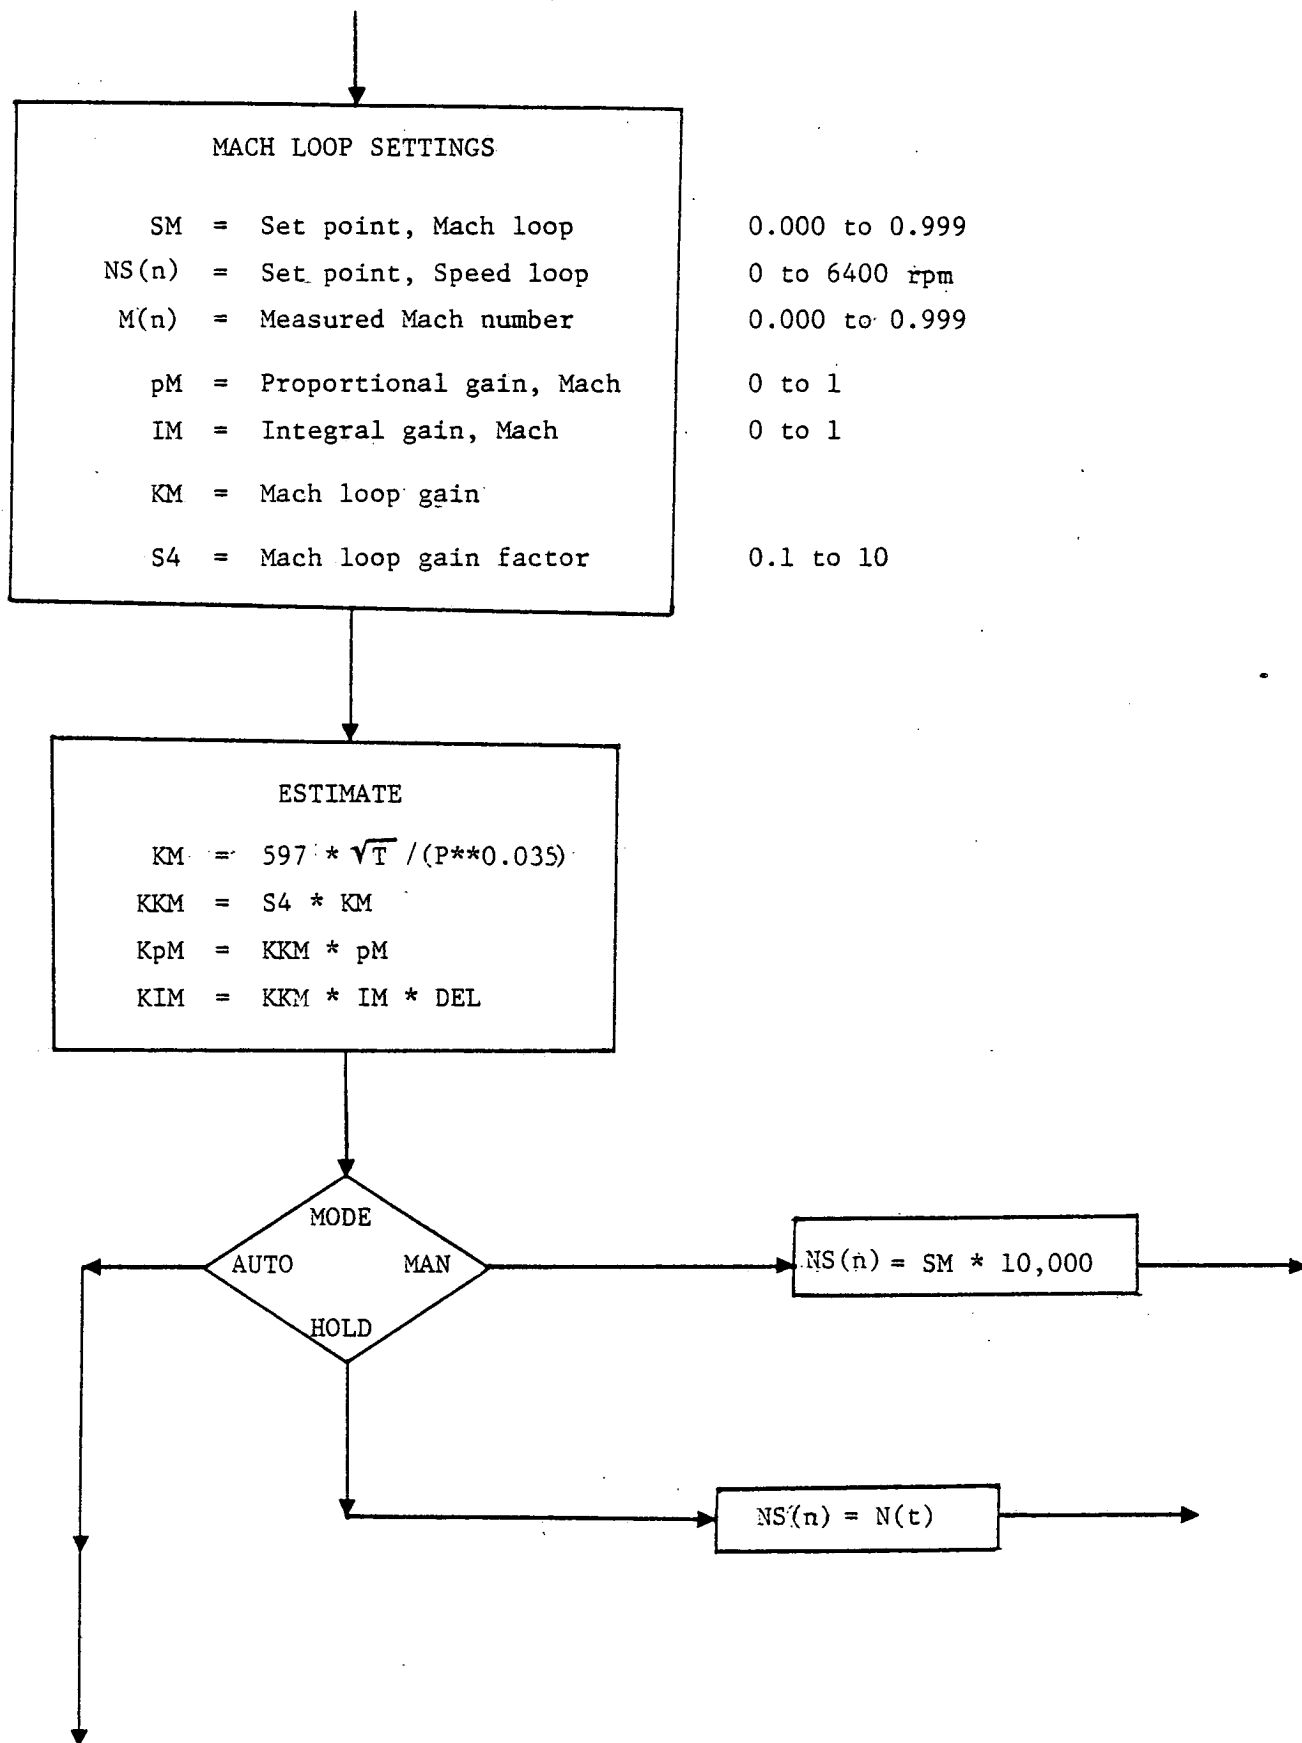 MACH LOOP SETTINGS
SM = Set point, Mach loop 0.000 to 0.999
NS(n) = Set point, Speed loop 0 to 6400 rpm
M(n) = Measured Mach number 0.000 to 0.999
pM = Proportional gain, Mach 0 to 1
IM = Integral gain, Mach 0 to 1
KM = Mach loop gain
S4 = Mach loop gain factor 0.1 to 10
ESTIMATE
KM = 597 * √T /(P**0.035)
KKM = S4 * KM
KpM = KKM * pM
KIM = KKM * IM * DEL
MODE
AUTO MAN NS(n) = SM * 10,000
HOLD
NS(n) = N(t)